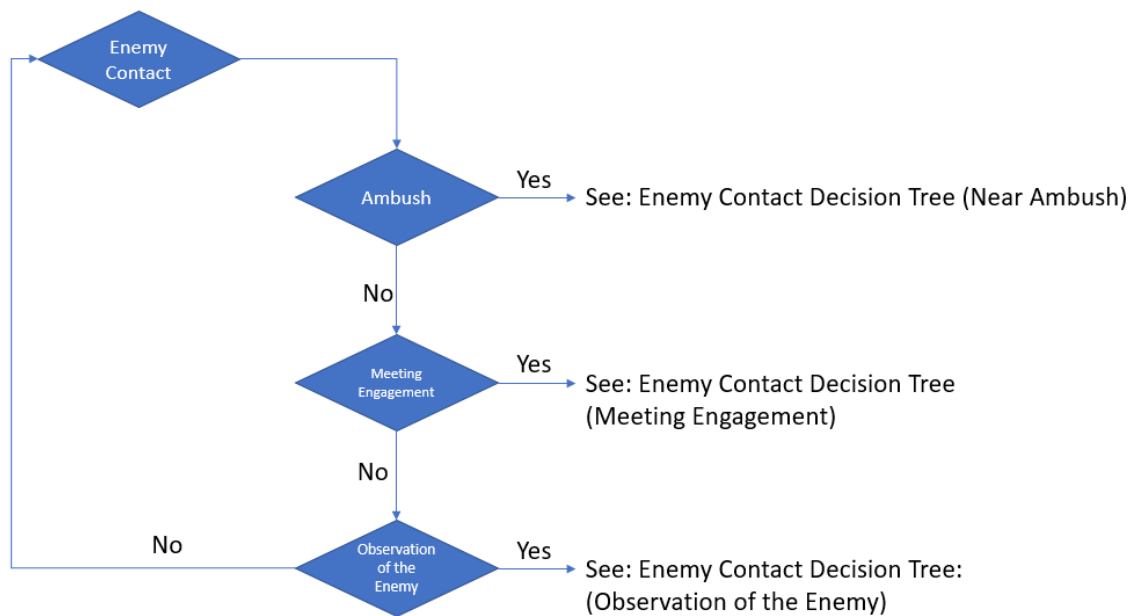 Enemy
Contact
Ambush
Yes
See: Enemy Contact Decision Tree (Near Ambush)
No
Meeting
Engagement
Yes
See: Enemy Contact Decision Tree
(Meeting Engagement)
No
Observation
of the
Enemy
No
Yes
See: Enemy Contact Decision Tree:
(Observation of the Enemy)